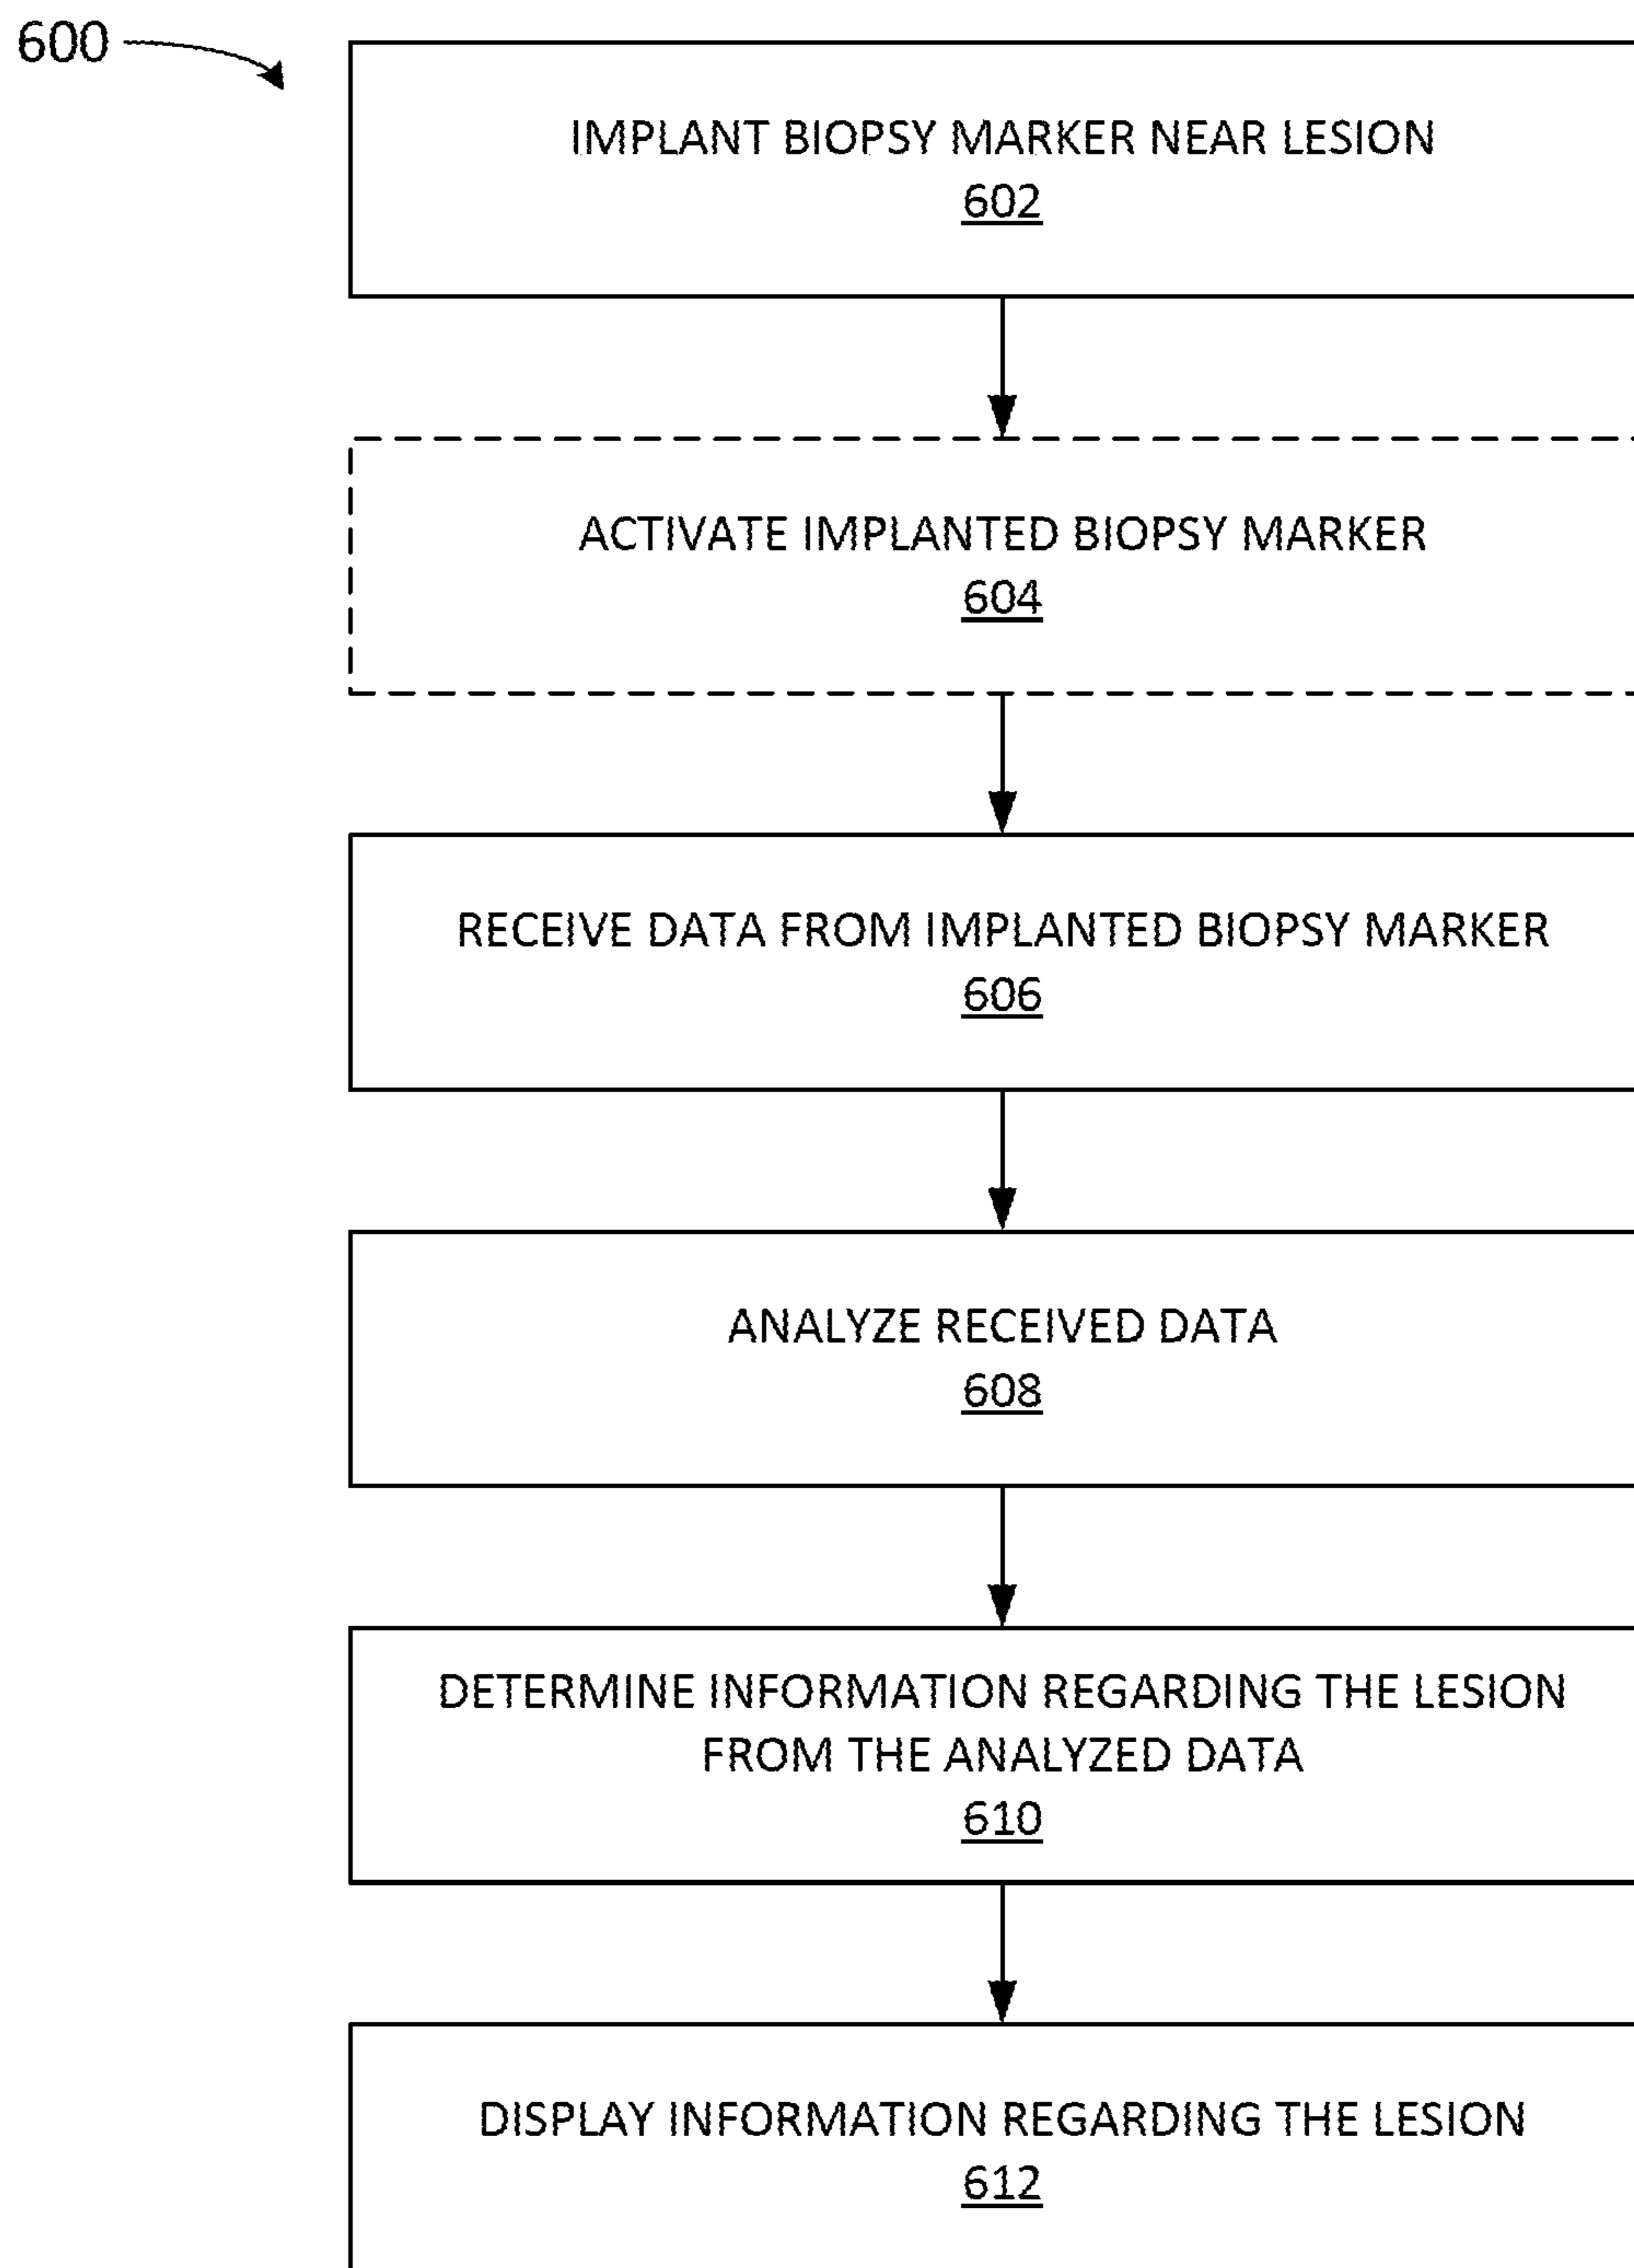 600
IMPLANT BIOPSY MARKER NEAR LESION
602
ACTIVATE IMPLANTED BIOPSY MARKER
604
RECEIVE DATA FROM IMPLANTED BIOPSY MARKER
606
ANALYZE RECEIVED DATA
608
DETERMINE INFORMATION REGARDING THE LESION
FROM THE ANALYZED DATA
610
DISPLAY INFORMATION REGARDING THE LESION
612